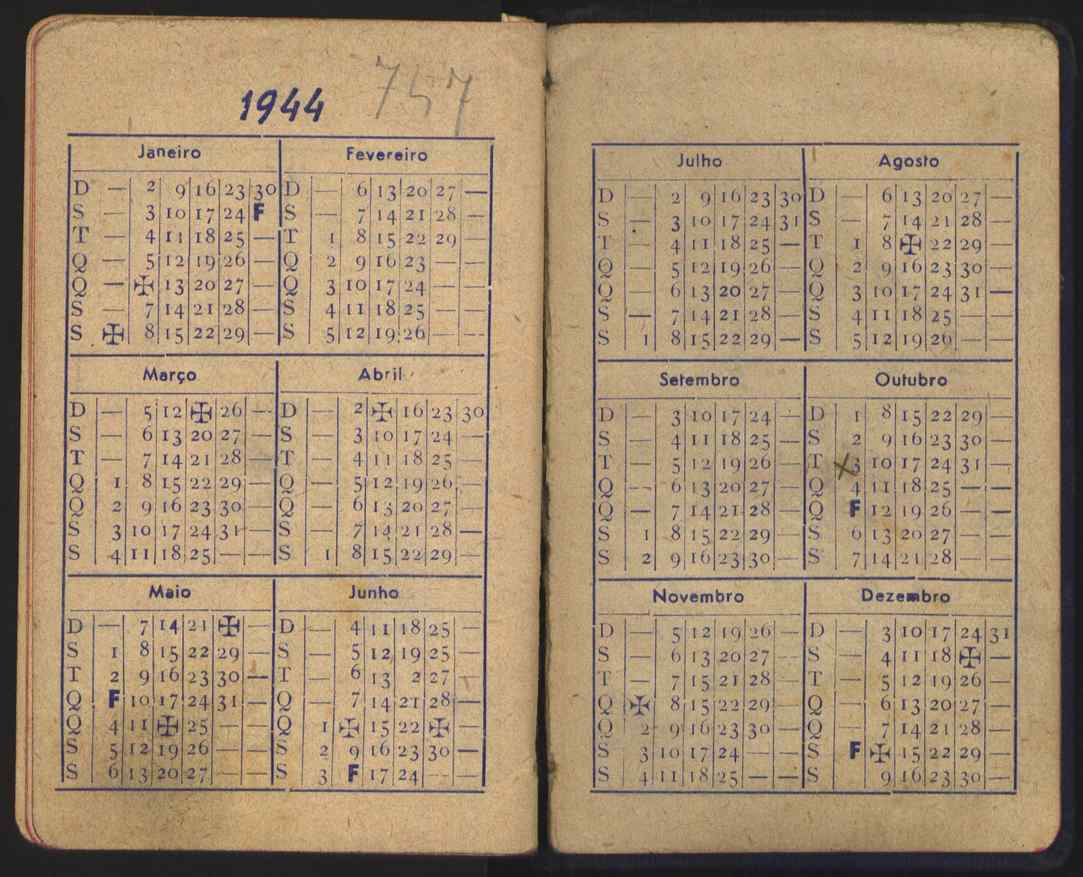 1944
747
Janeiro
D — 2 9 16 23 30
S — 3 10 17 24 F
T — 4 11 18 25 —
Q — 5 12 19 26 —
Q — ✠ 13 20 27 —
S — 7 14 21 28 —
S ✠ 8 15 22 29 —
Fevereiro
D — 6 13 20 27 —
S — 7 14 21 28 —
T 1 8 15 22 29 —
Q 2 9 16 23 — —
Q 3 10 17 24 — —
S 4 11 18 25 — —
S 5 12 19 26 — —
Março
D — 5 12 ✠ 26 —
S — 6 13 20 27 —
T — 7 14 21 28 —
Q 1 8 15 22 29 —
Q 2 9 16 23 30 —
S 3 10 17 24 31 —
S 4 11 18 25 — —
Abril
D — 2 ✠ 16 23 30
S — 3 10 17 24 —
T — 4 11 18 25 —
Q — 5 12 19 26 —
Q — 6 13 20 27 —
S — 7 14 21 28 —
S 1 8 15 22 29 —
Maio
D — 7 14 21 ✠ —
S 1 8 15 22 29 —
T 2 9 16 23 30 —
Q F 10 17 24 31 —
Q 4 11 ✠ 25 — —
S 5 12 19 26 — —
S 6 13 20 27 — —
Junho
D — 4 11 18 25 —
S — 5 12 19 25 —
T — 6 13 2 27 —
Q — 7 14 21 28 —
Q 1 ✠ 15 22 ✠ —
S 2 9 16 23 30 —
S 3 F 17 24 — —
Julho
D — 2 9 16 23 30
S — 3 10 17 24 31
T — 4 11 18 25 —
Q — 5 12 19 26 —
Q — 6 13 20 27 —
S — 7 14 21 28 —
S 1 8 15 22 29 —
Agosto
D — 6 13 20 27 —
S — 7 14 21 28 —
T 1 8 ✠ 22 29 —
Q 2 9 16 23 30 —
Q 3 10 17 24 31 —
S 4 11 18 25 — —
S 5 12 19 26 — —
Setembro
D — 3 10 17 24 —
S — 4 11 18 25 —
T — 5 12 19 26 —
Q — 6 13 20 27 —
Q — 7 14 21 28 —
S 1 8 15 22 29 —
S 2 9 16 23 30 —
Outubro
D 1 8 15 22 29 —
S 2 9 16 23 30 —
T 3 10 17 24 31 —
Q 4 11 18 25 — —
Q F 12 19 26 — —
S 6 13 20 27 — —
S 7 14 21 28 — —
Novembro
D — 5 12 19 26 —
S — 6 13 20 27 —
T — 7 15 21 28 —
Q ✠ 8 15 22 29 —
Q 2 9 16 23 30 —
S 3 10 17 24 — —
S 4 11 18 25 — —
Dezembro
D — 3 10 17 24 31
S — 4 11 18 ✠ —
T — 5 12 19 26 —
Q — 6 13 20 27 —
Q — 7 14 21 28 —
S F ✠ 15 22 29 —
S 9 16 23 30 —